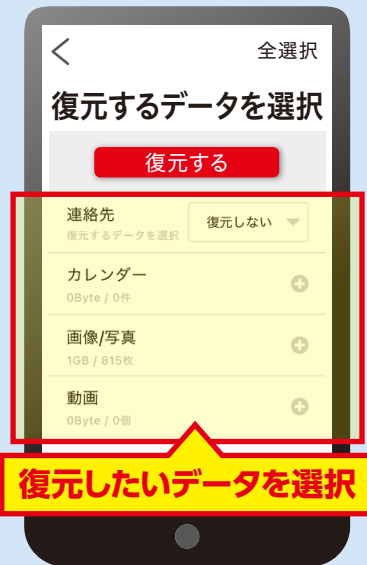 全選択
復元するデータを選択
復元する
連絡先
復元するデータを選択
復元しない
カレンダー
0Byte / 0件
画像/写真
1GB / 815枚
動画
0Byte / 0個
復元したいデータを選択